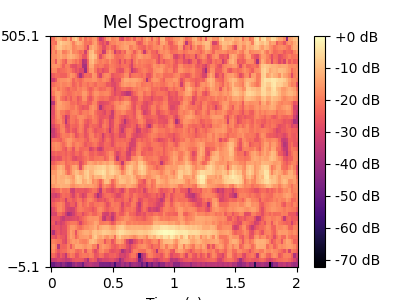 Mel Spectrogram
505.1
-5.1
0
0.5
1
1.5
2
+0 dB
-10 dB
-20 dB
-30 dB
-40 dB
-50 dB
-60 dB
-70 dB